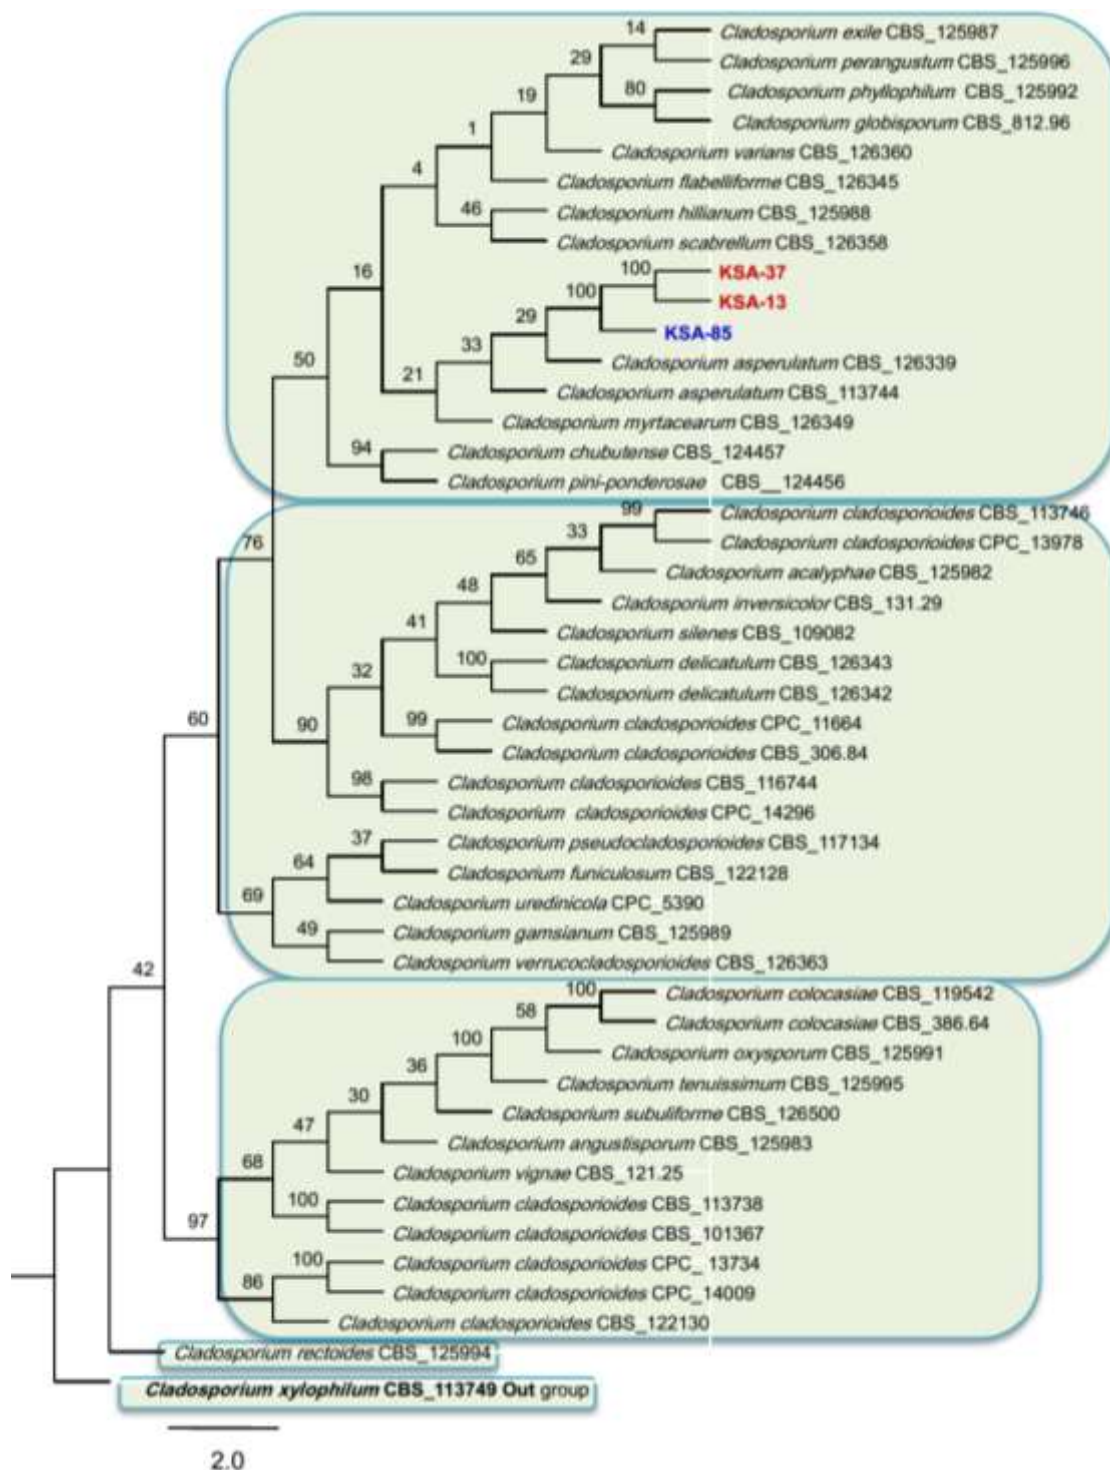 14
Cladosporium exile CBS_125987
29
Cladosporium perangustum CBS_125996
80
Cladosporium phyllophilum CBS_125992
19
Cladosporium globisporum CBS_812.96
1
Cladosporium varians CBS_126360
4
Cladosporium flabelliforme CBS_126345
46
Cladosporium hillianum CBS_125988
Cladosporium scabrellum CBS_126358
16
100
KSA-37
100
KSA-13
29
KSA-85
33
50
Cladosporium asperulatum CBS_126339
21
Cladosporium asperulatum CBS_113744
Cladosporium myrtacearum CBS_126349
94
Cladosporium chubutense CBS_124457
Cladosporium pini-ponderosae CBS__124456
99
Cladosporium cladosporioides CBS_113746
33
76
Cladosporium cladosporioides CPC_13978
65
Cladosporium acalyphae CBS_125982
48
Cladosporium inversicolor CBS_131.29
41
Cladosporium silenes CBS_109082
100
Cladosporium delicatulum CBS_126343
32
Cladosporium delicatulum CBS_126342
60
90
99
Cladosporium cladosporioides CPC_11664
Cladosporium cladosporioides CBS_306.84
98
Cladosporium cladosporioides CBS_116744
Cladosporium cladosporioides CPC_14296
37
Cladosporium pseudocladosporioides CBS_117134
64
Cladosporium funiculosum CBS_122128
69
Cladosporium uredinicola CPC_5390
49
Cladosporium gamsianum CBS_125989
Cladosporium verrucocladosporioides CBS_126363
42
100
Cladosporium colocasiae CBS_119542
58
Cladosporium colocasiae CBS_386.64
100
Cladosporium oxysporum CBS_125991
36
Cladosporium tenuissimum CBS_125995
30
Cladosporium subuliforme CBS_126500
47
Cladosporium angustisporum CBS_125983
68
Cladosporium vignae CBS_121.25
100
Cladosporium cladosporioides CBS_113738
97
Cladosporium cladosporioides CBS_101367
100
Cladosporium cladosporioides CPC_ 13734
86
Cladosporium cladosporioides CPC_14009
Cladosporium cladosporioides CBS_122130
Cladosporium rectoides CBS_125994
Cladosporium xylophilum CBS_113749 Out group
2.0